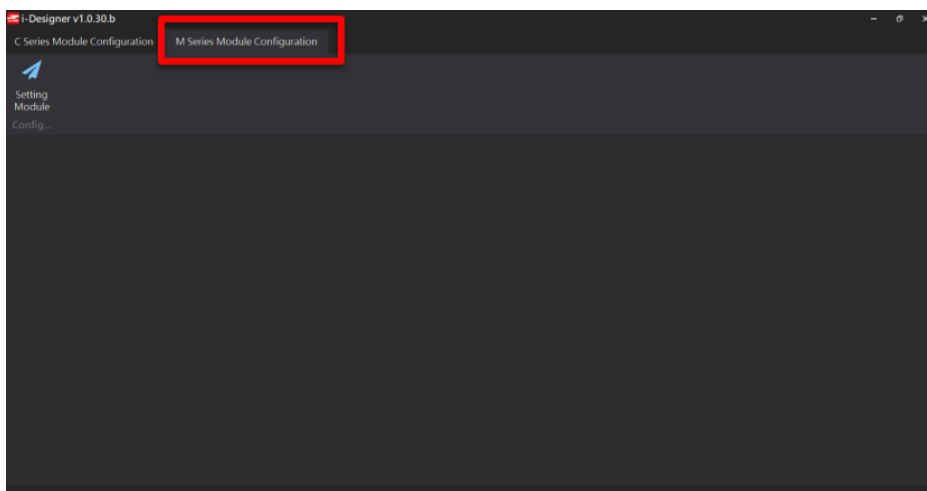 i-Designer v1.0.30.b
C Series Module Configuration M Series Module Configuration
Setting
Module
Config...